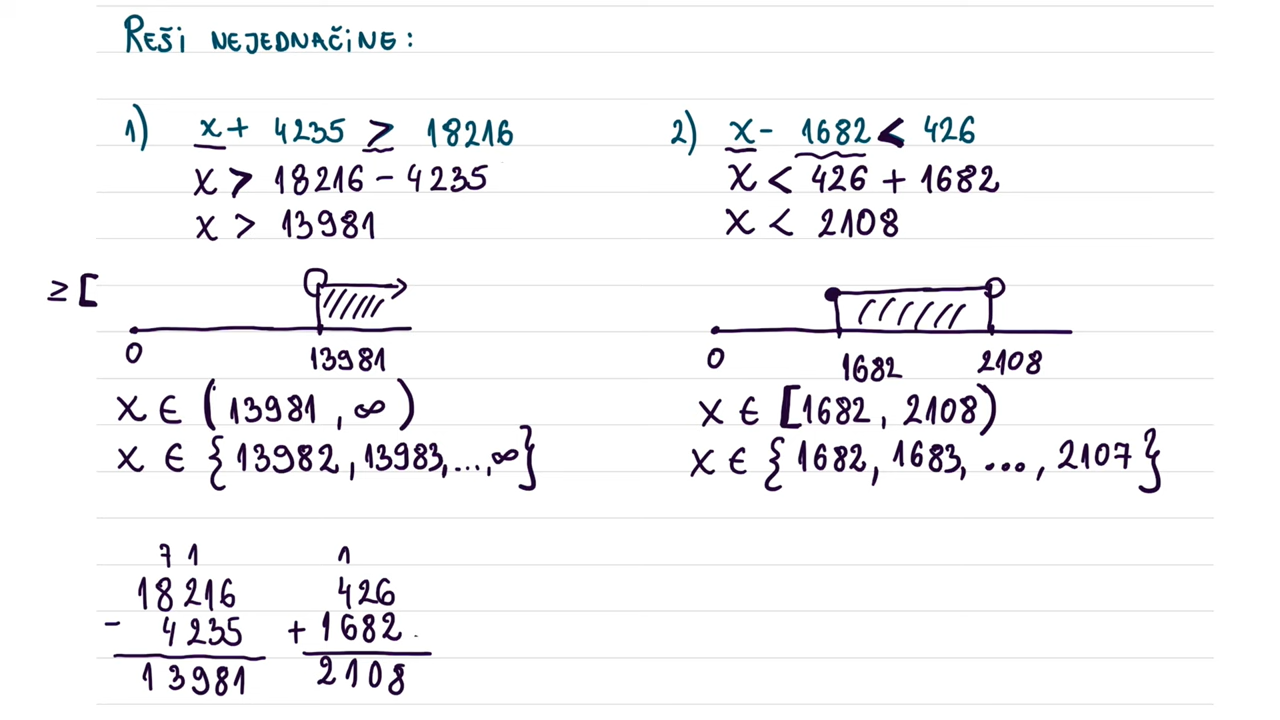 REŠI NEJEDNAČINE:
1) x + 4235 ≥ 18216
x > 18216 - 4235
x > 13981
≥ [
0 13981
x ∈ (13981, ∞)
x ∈ {13982, 13983, ..., ∞}
2) x - 1682 < 426
x < 426 + 1682
x < 2108
0 1682 2108
x ∈ [1682, 2108)
x ∈ {1682, 1683, ..., 2107}
7 1
18216
- 4235
13981
1
426
+ 1682
2108